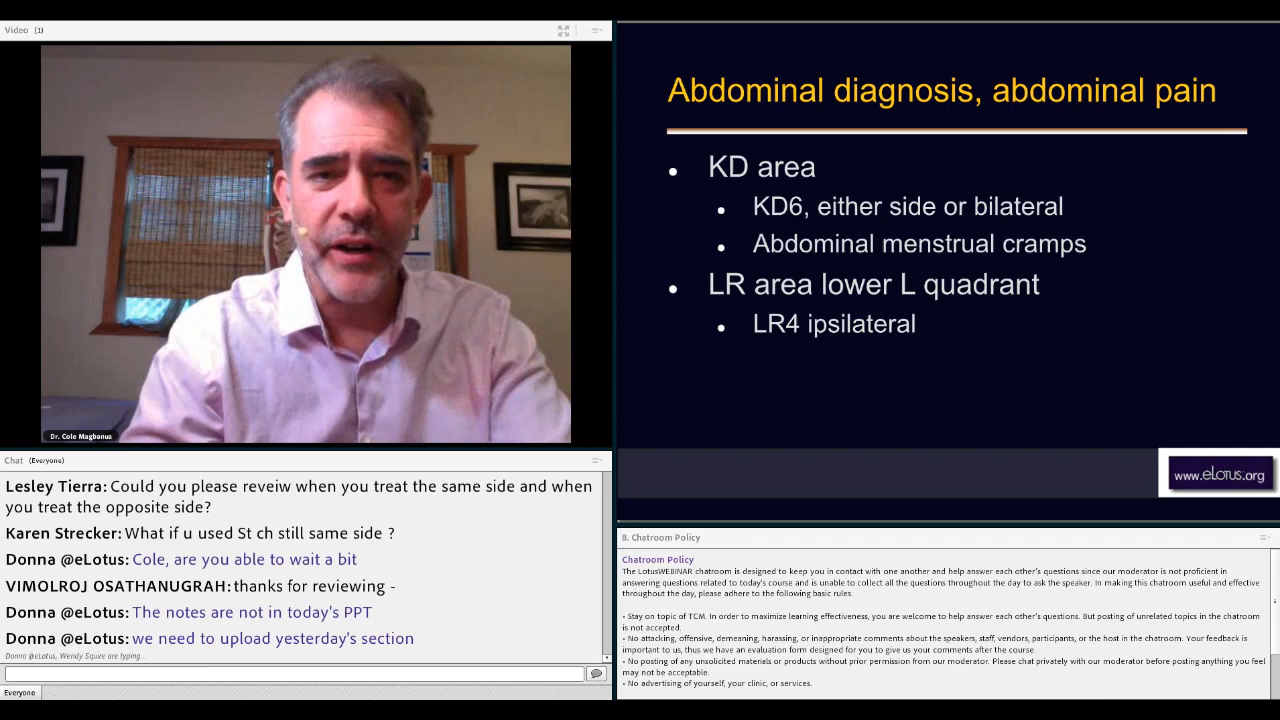 Video (1)
Dr. Cole Magbanua
Chat (Everyone)
Lesley Tierra: Could you please reveiw when you treat the same side and when
you treat the opposite side?
Karen Strecker: What if u used St ch still same side ?
Donna @eLotus: Cole, are you able to wait a bit
VIMOLROJ OSATHANUGRAH: thanks for reviewing -
Donna @eLotus: The notes are not in today's PPT
Donna @eLotus: we need to upload yesterday's section
Donna @eLotus, Wendy Squire are typing...
Everyone
Abdominal diagnosis, abdominal pain
• KD area
• KD6, either side or bilateral
• Abdominal menstrual cramps
• LR area lower L quadrant
• LR4 ipsilateral
www.eLotus.org
B. Chatroom Policy
Chatroom Policy
The LotusWEBINAR chatroom is designed to keep you in contact with one another and help answer each other's questions since our moderator is not proficient in
answering questions related to today's course and is unable to collect all the questions throughout the day to ask the speaker. In making this chatroom useful and effective
throughout the day, please adhere to the following basic rules.
• Stay on topic of TCM. In order to maximize learning effectiveness, you are welcome to help answer each other's questions. But posting of unrelated topics in the chatroom
is not accepted.
• No attacking, offensive, demeaning, harassing, or inappropriate comments about the speakers, staff, vendors, participants, or the host in the chatroom. Your feedback is
important to us, thus we have an evaluation form designed for you to give us your comments after the course.
• No posting of any unsolicited materials or products without prior permission from our moderator. Please chat privately with our moderator before posting anything you feel
may not be acceptable.
• No advertising of yourself, your clinic, or services.